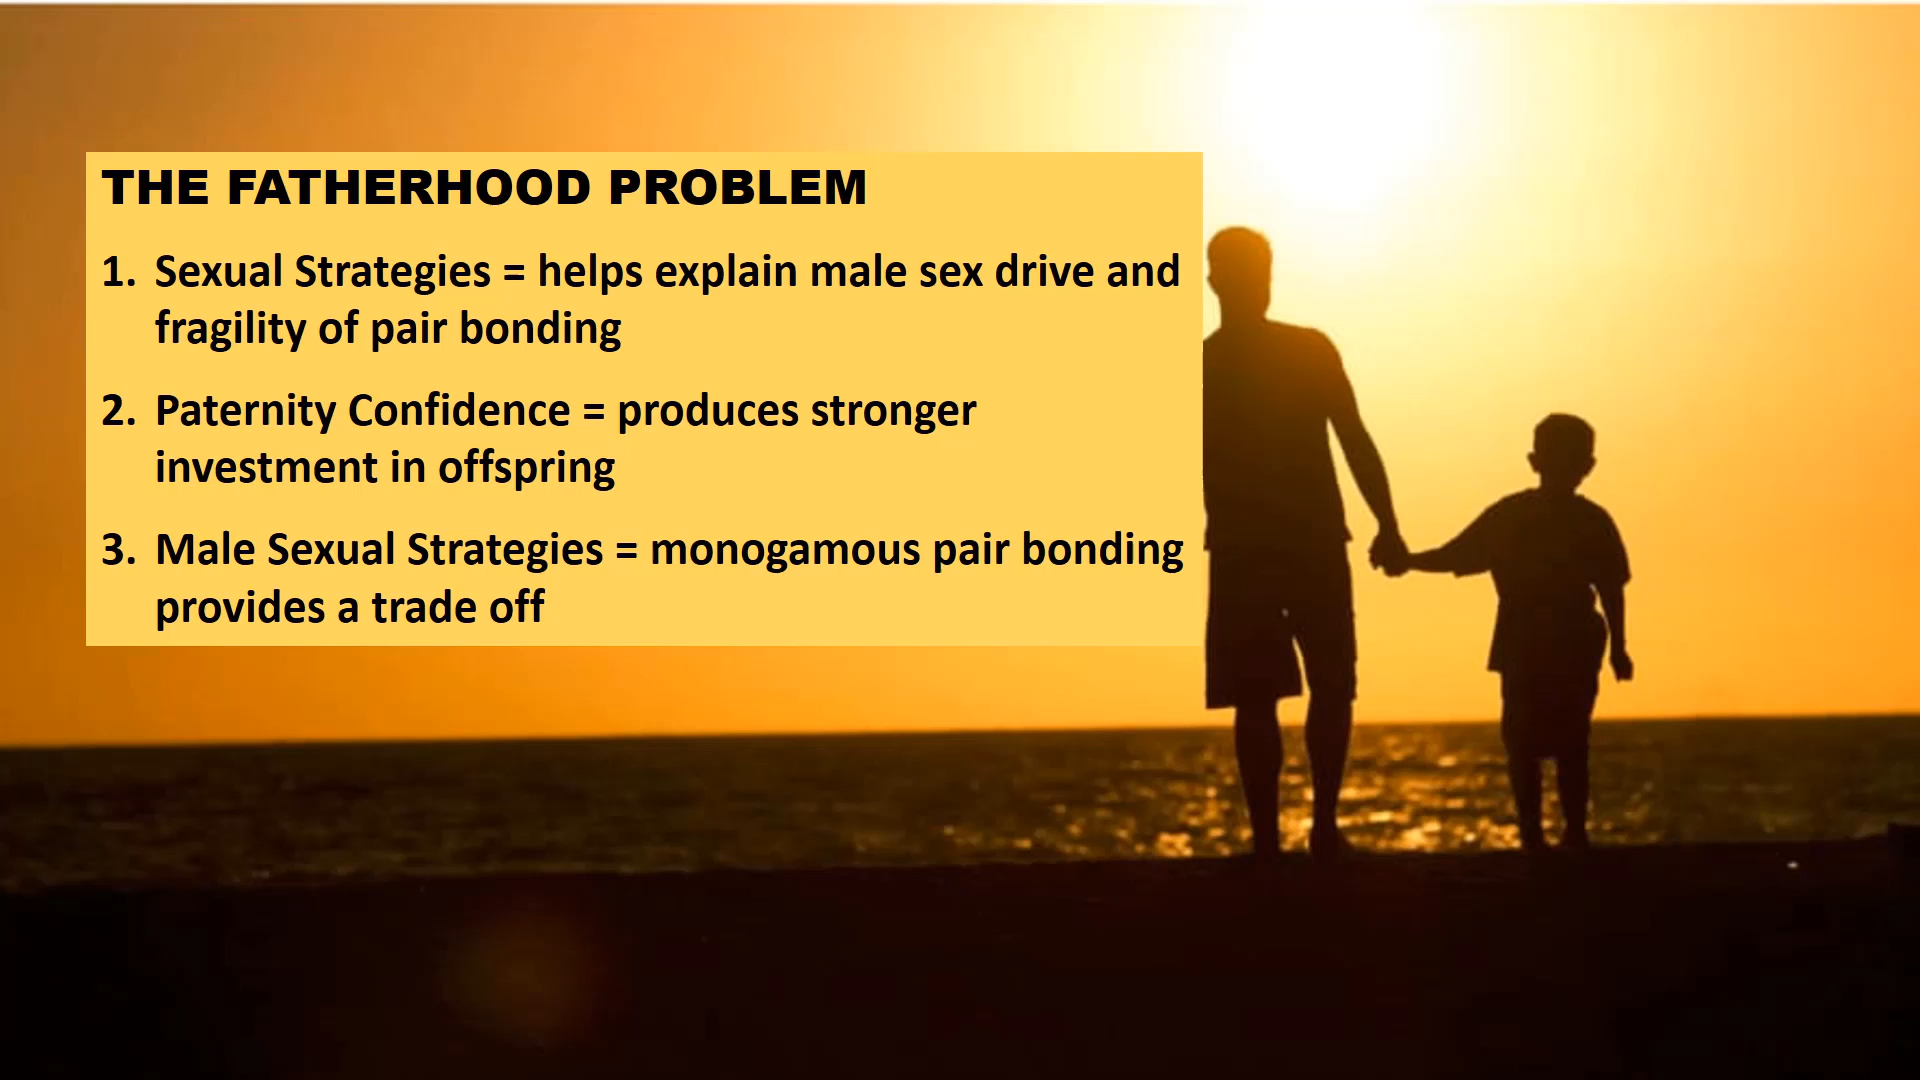 THE FATHERHOOD PROBLEM
1. Sexual Strategies = helps explain male sex drive and
fragility of pair bonding
2. Paternity Confidence = produces stronger
investment in offspring
3. Male Sexual Strategies = monogamous pair bonding
provides a trade off